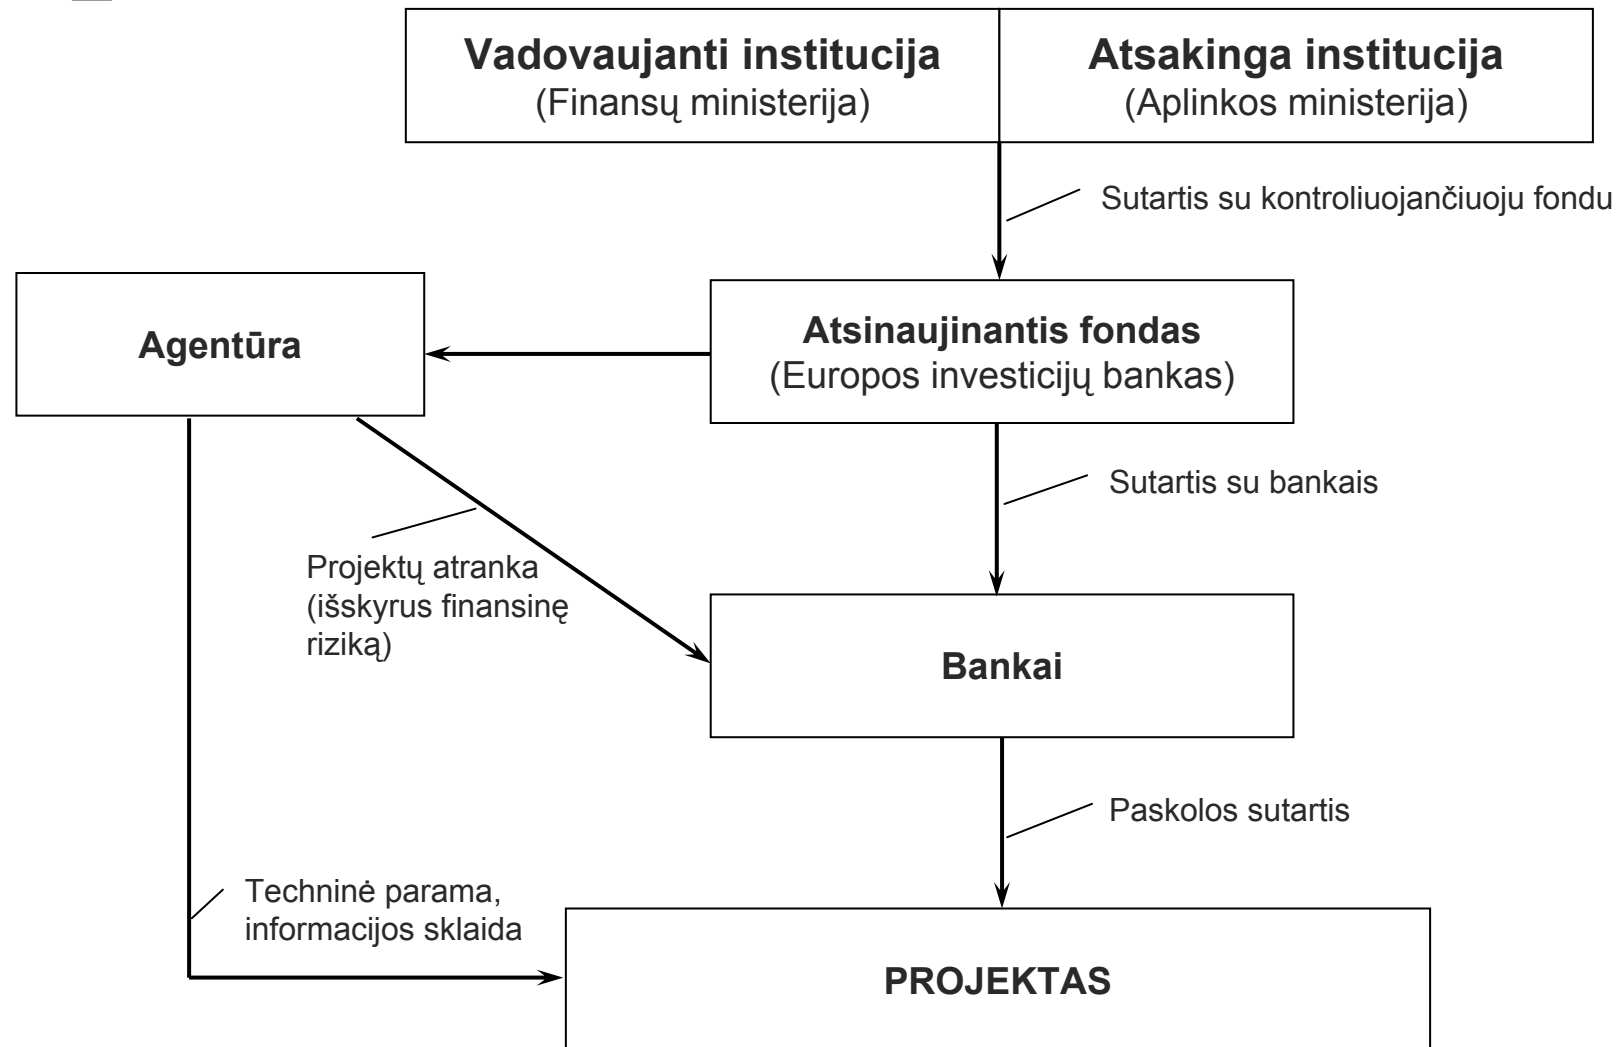 Vadovaujanti institucija
(Finansų ministerija)
Atsakinga institucija
(Aplinkos ministerija)
Sutartis su kontroliuojančiuoju fondu
Agentūra
Atsinaujinantis fondas
(Europos investicijų bankas)
Sutartis su bankais
Projektų atranka
(išskyrus finansinę
riziką)
Bankai
Paskolos sutartis
Techninė parama,
informacijos sklaida
PROJEKTAS